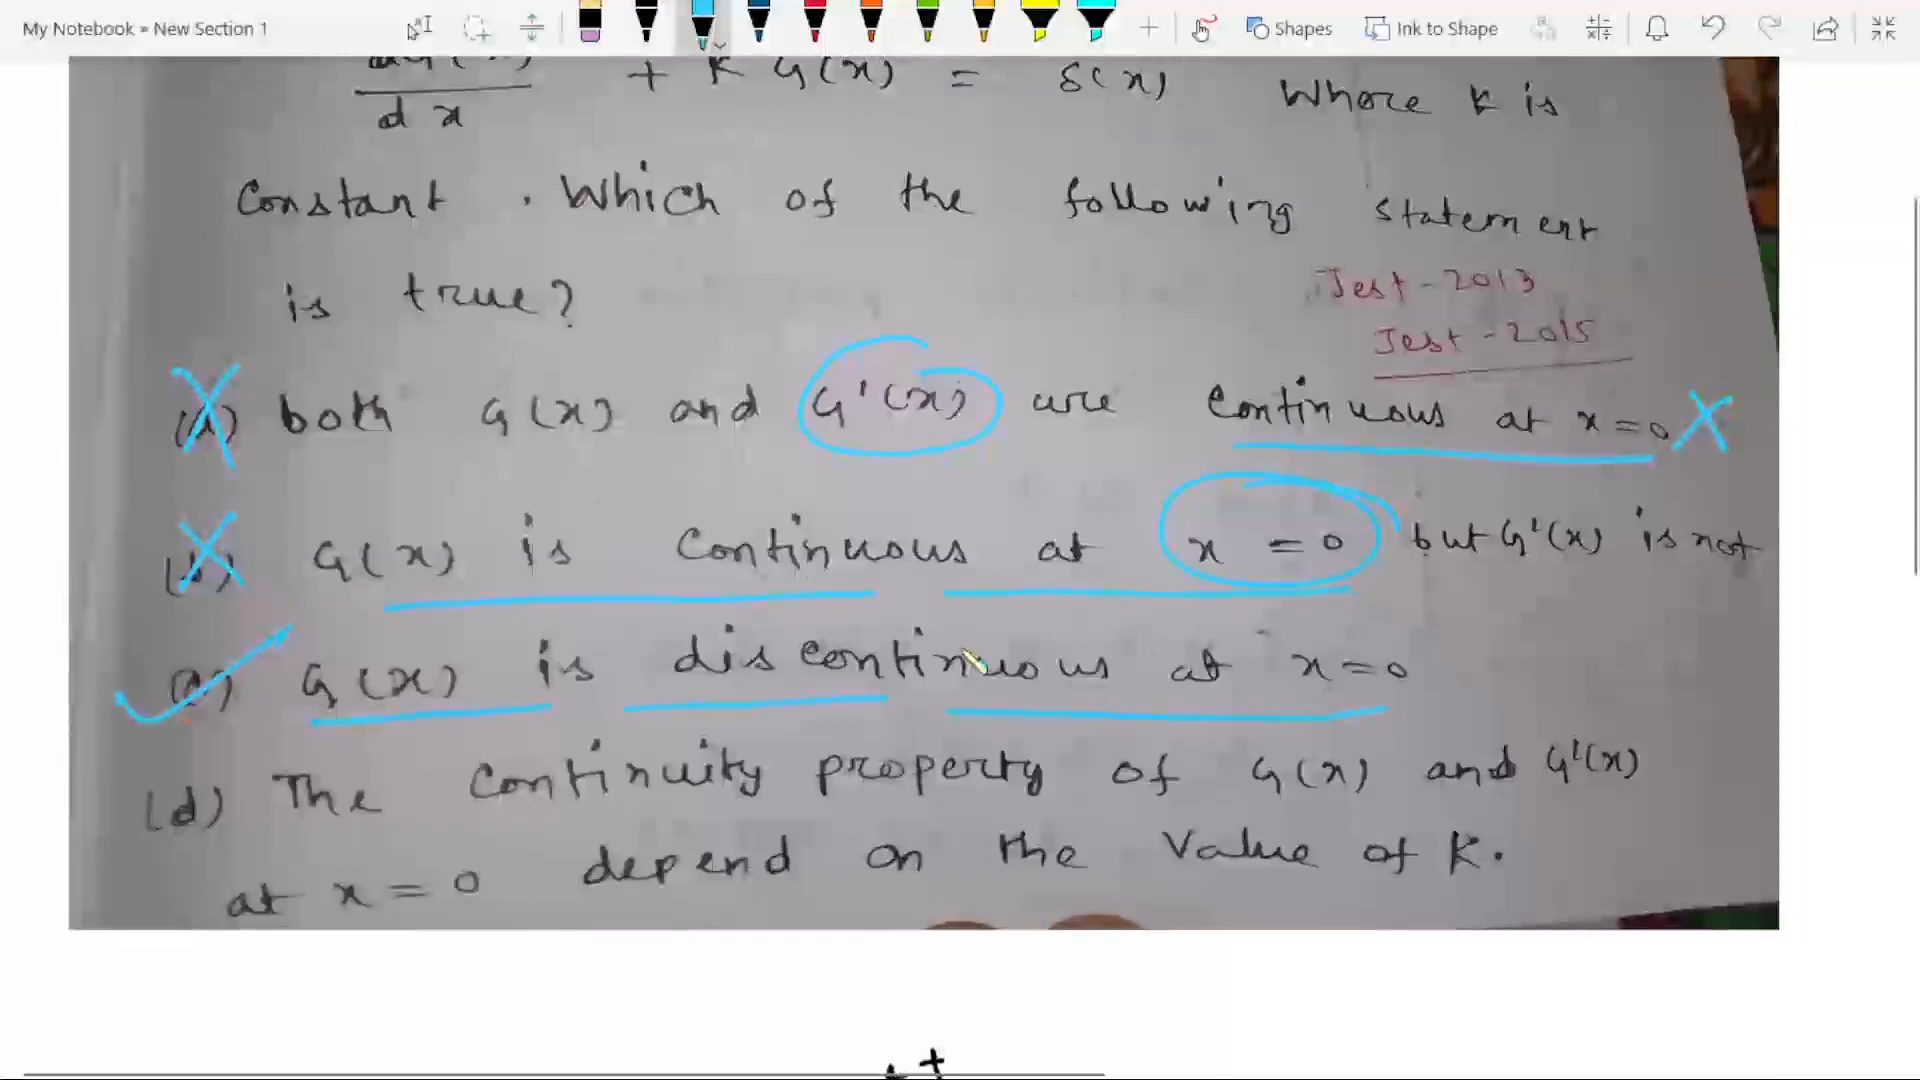 My Notebook » New Section 1
Shapes
Ink to Shape
+ K G(x) = δ(x) Where K is
dx
Constant . Which of the following statement
is true?
Jest - 2013
Jest - 2015
both G(x) and G'(x) are continuous at x=0
(b) G(x) is continuous at x=0 but G'(x) is not
G(x) is discontinuous at x=0
(d) The continuity property of G(x) and G'(x)
at x=0 depend on the value of K.